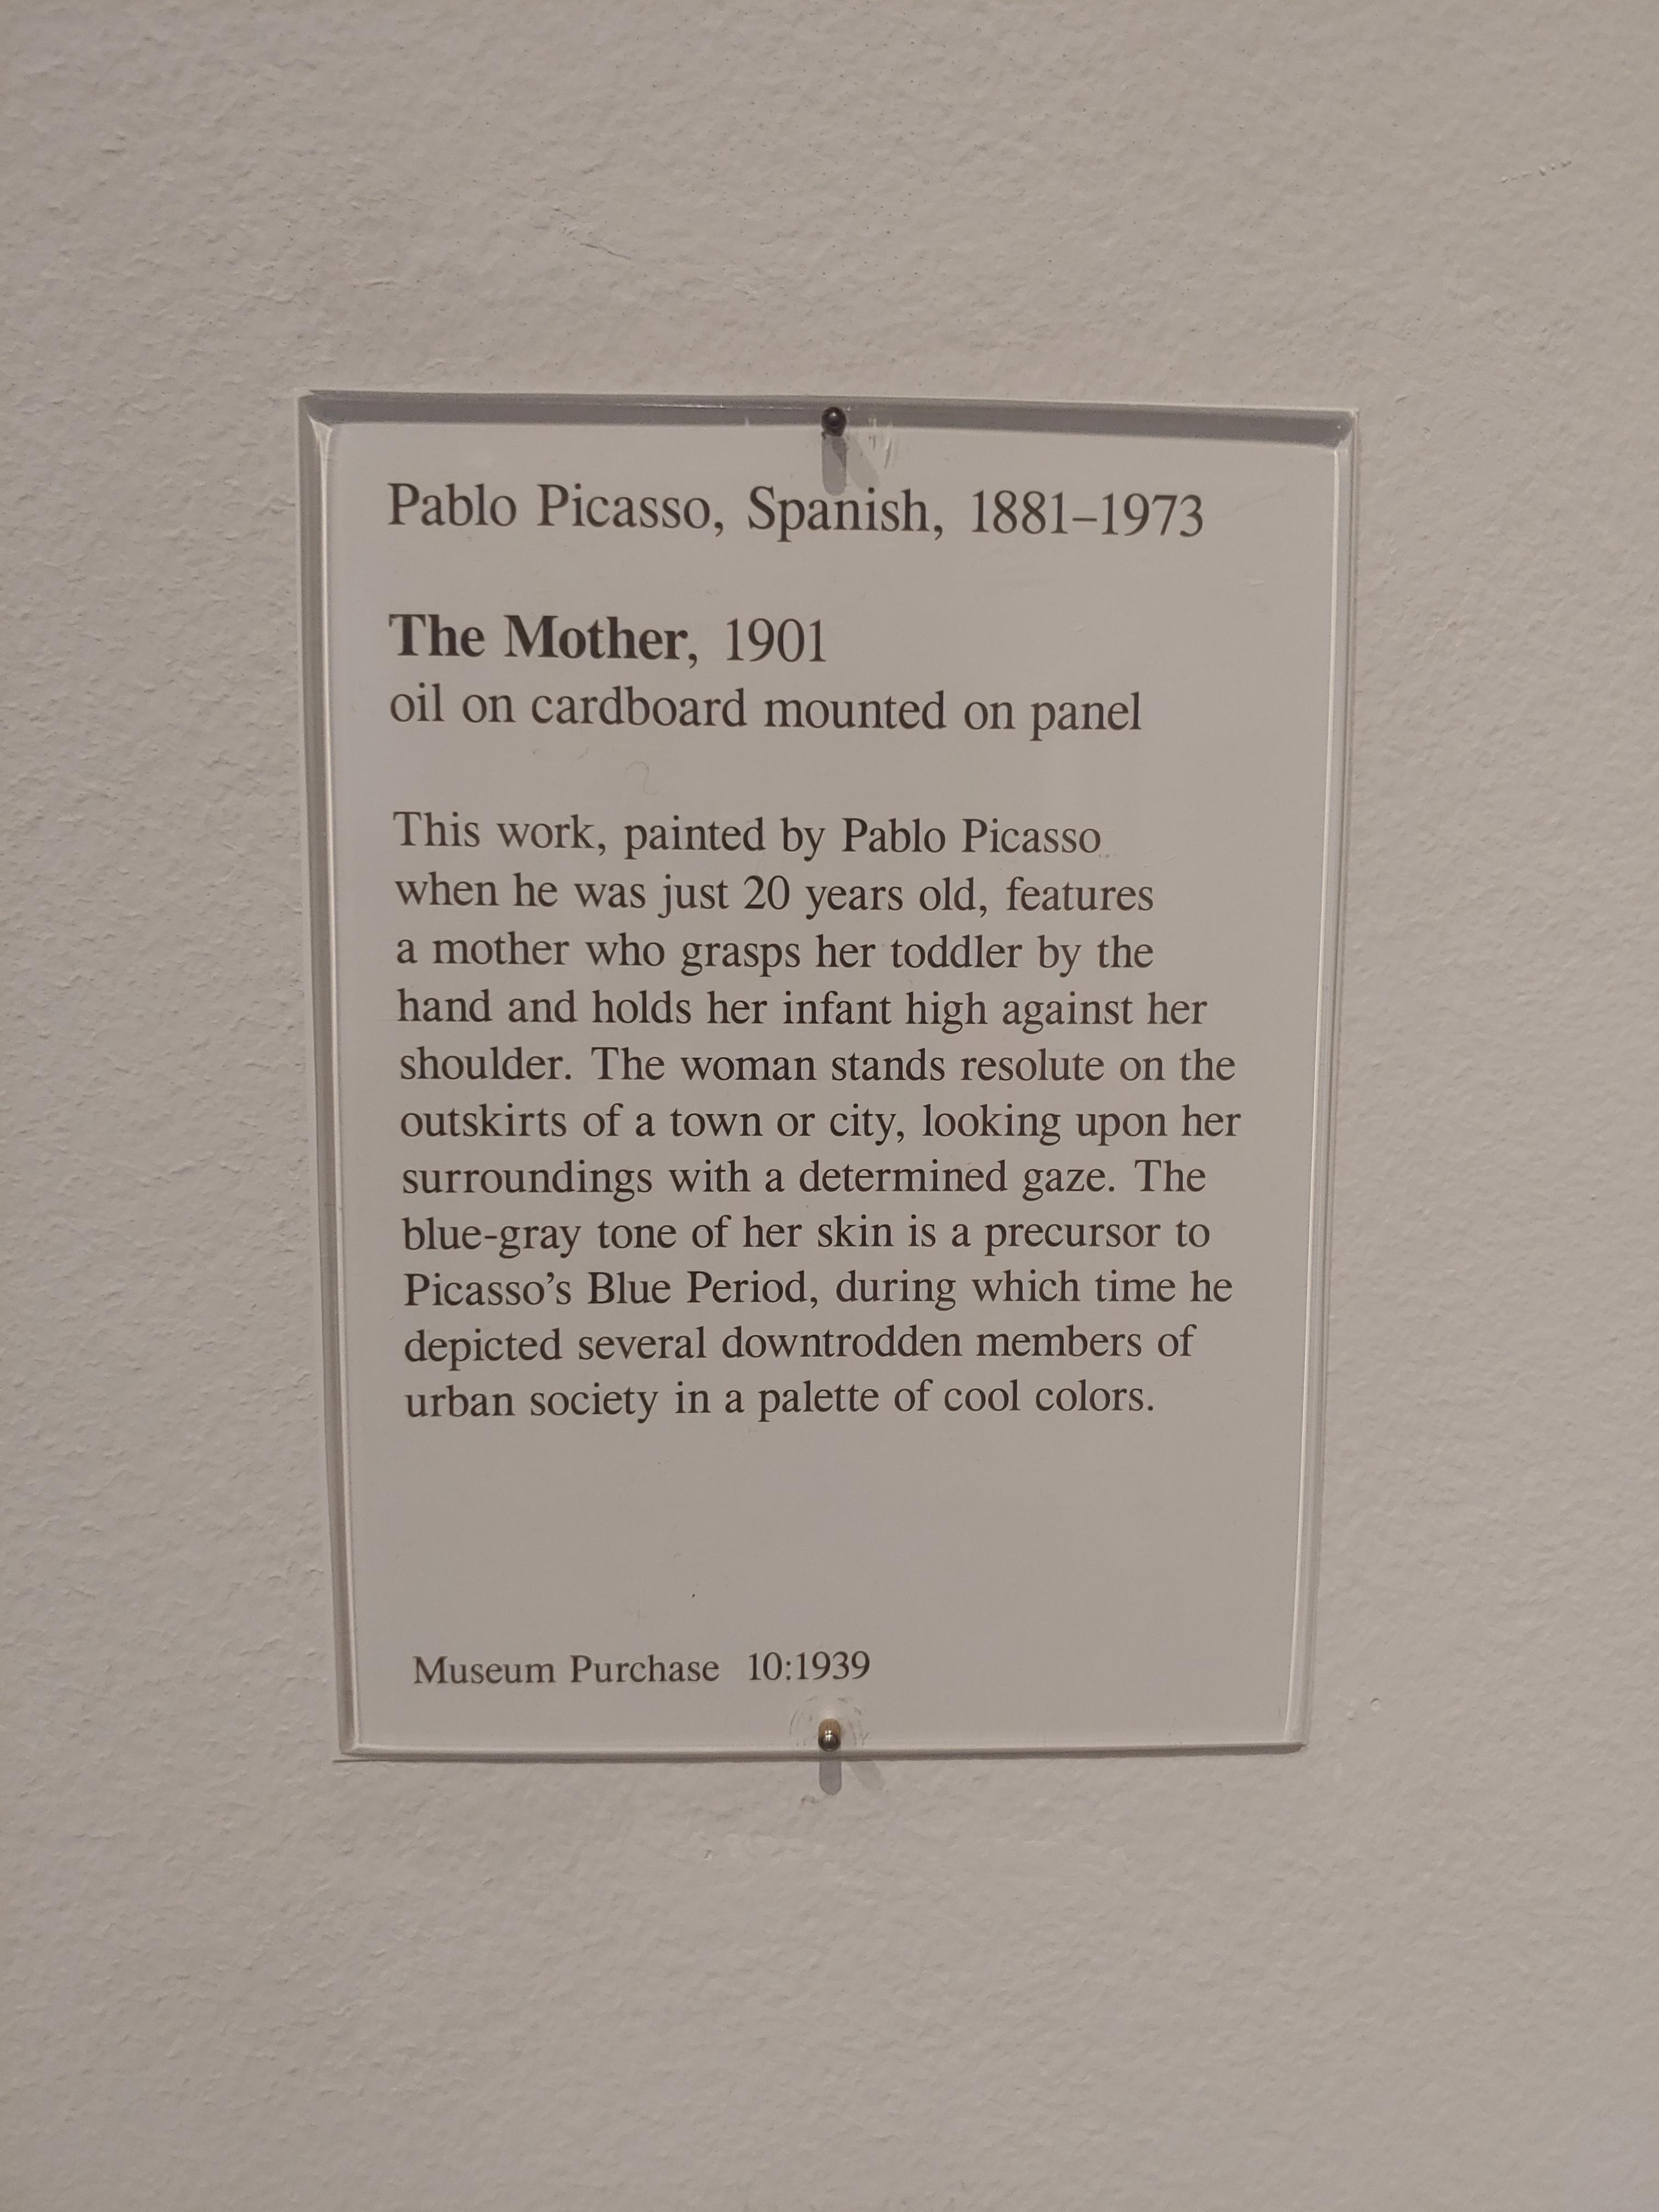 Pablo Picasso, Spanish, 1881–1973
The Mother, 1901
oil on cardboard mounted on panel
This work, painted by Pablo Picasso
when he was just 20 years old, features
a mother who grasps her toddler by the
hand and holds her infant high against her
shoulder. The woman stands resolute on the
outskirts of a town or city, looking upon her
surroundings with a determined gaze. The
blue-gray tone of her skin is a precursor to
Picasso’s Blue Period, during which time he
depicted several downtrodden members of
urban society in a palette of cool colors.
Museum Purchase 10:1939